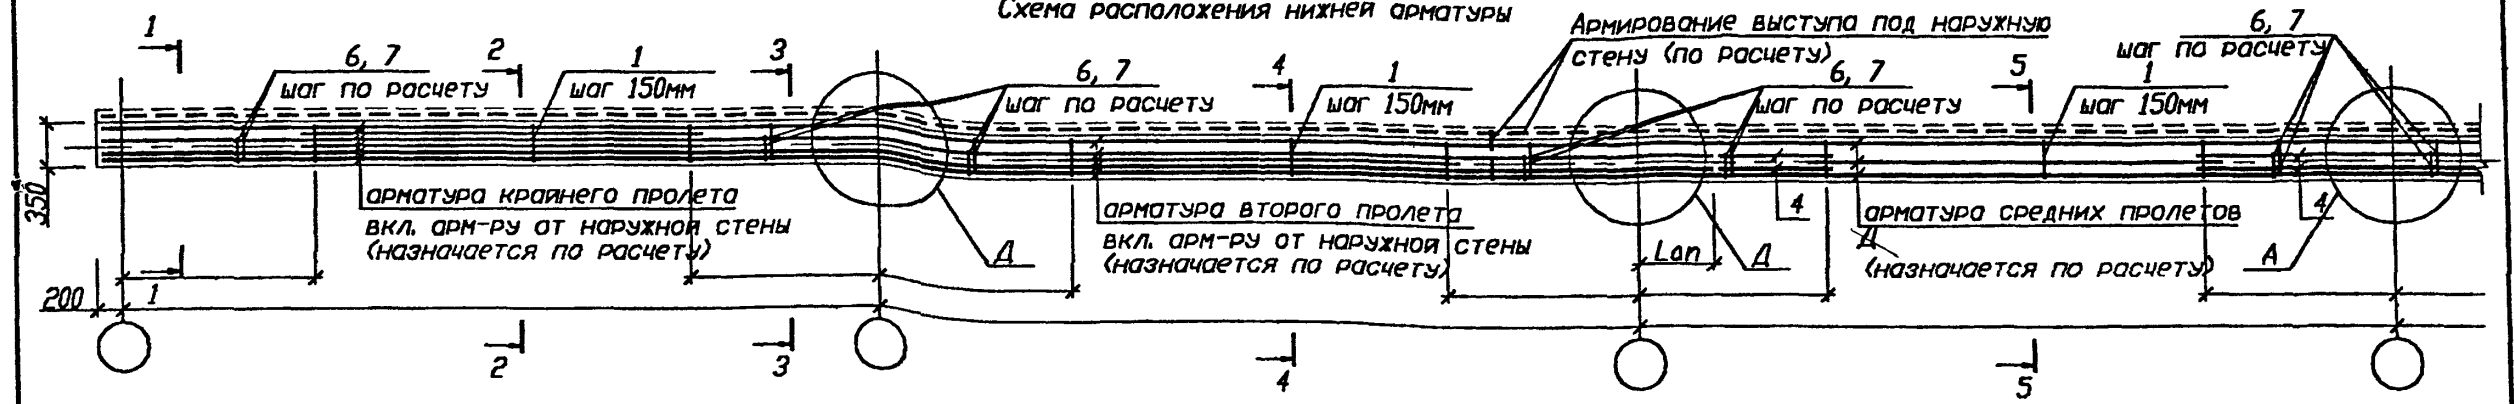 Схема расположения нижней арматуры
1
6, 7
шаг по расчету
2
1
шаг 150мм
3
6, 7
шаг по расчету
4
1
шаг 150мм
Армирование выступа под наружную
стену (по расчету)
6, 7
шаг по расчету
5
1
шаг 150мм
6, 7
шаг по расчету
350
арматура крайнего пролета
вкл. арм-ру от наружной стены
(назначается по расчету)
Д
арматура второго пролета
вкл. арм-ру от наружной стены
(назначается по расчету)
Lап
Д
4
арматура средних пролетов
Д
(назначается по расчету)
А
4
200
1
2
3
4
5